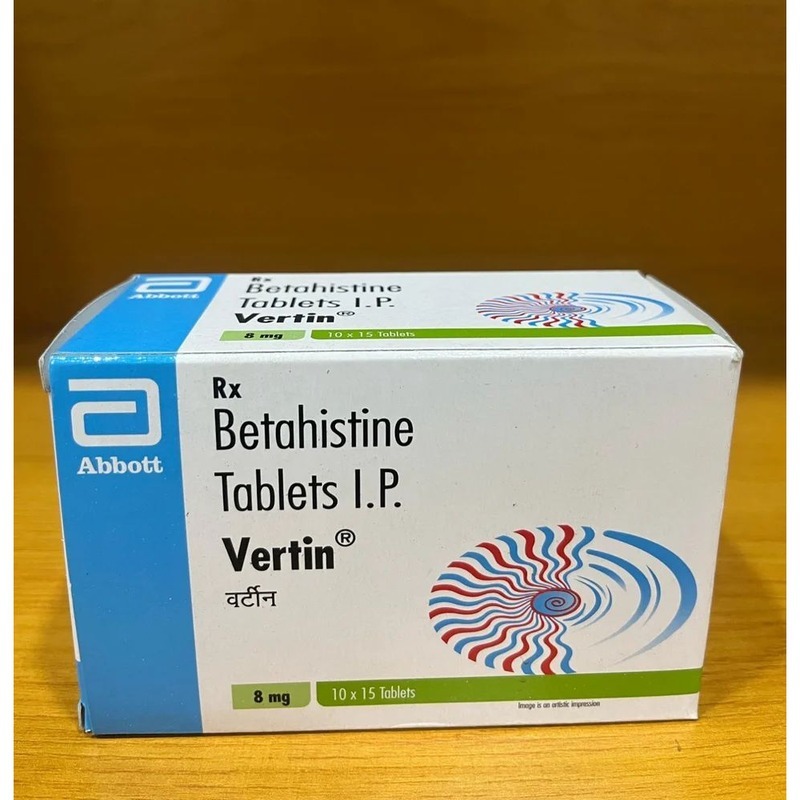 Abbott
Rx
Betahistine
Tablets I.P.
Vertin®
8 mg
10 x 15 Tablets
Abbott
Rx
Betahistine
Tablets I.P.
Vertin®
वर्टीन
8 mg
10 x 15 Tablets
Image is an artistic impression